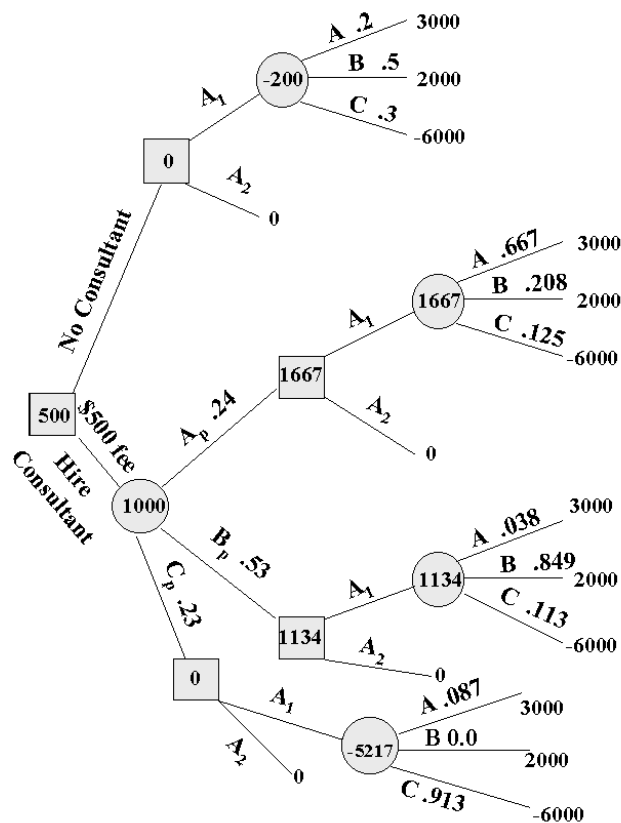 A .2
3000
-200
B .5
2000
C .3
-6000
A₁
0
A₂
0
No Consultant
A .667
3000
1667
B .208
2000
C .125
-6000
A₁
1667
A₂
0
500
$500 fee
Hire
Consultant
Aₚ .24
1000
Bₚ .53
Cₚ .23
A .038
3000
1134
B .849
2000
C .113
-6000
A₁
1134
A₂
0
0
A₁
A₂
0
A .087
3000
-5217
B 0.0
2000
C .913
-6000